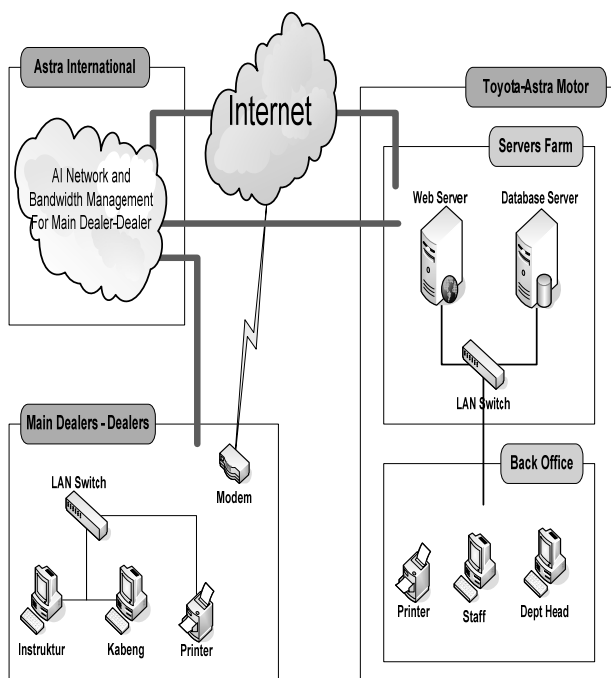 Astra International
Internet
Toyota-Astra Motor
Servers Farm
AI Network and
Bandwidth Management
For Main Dealer-Dealer
Web Server
Database Server
LAN Switch
Main Dealers - Dealers
LAN Switch
Modem
Back Office
Instruktur
Kabeng
Printer
Printer
Staff
Dept Head